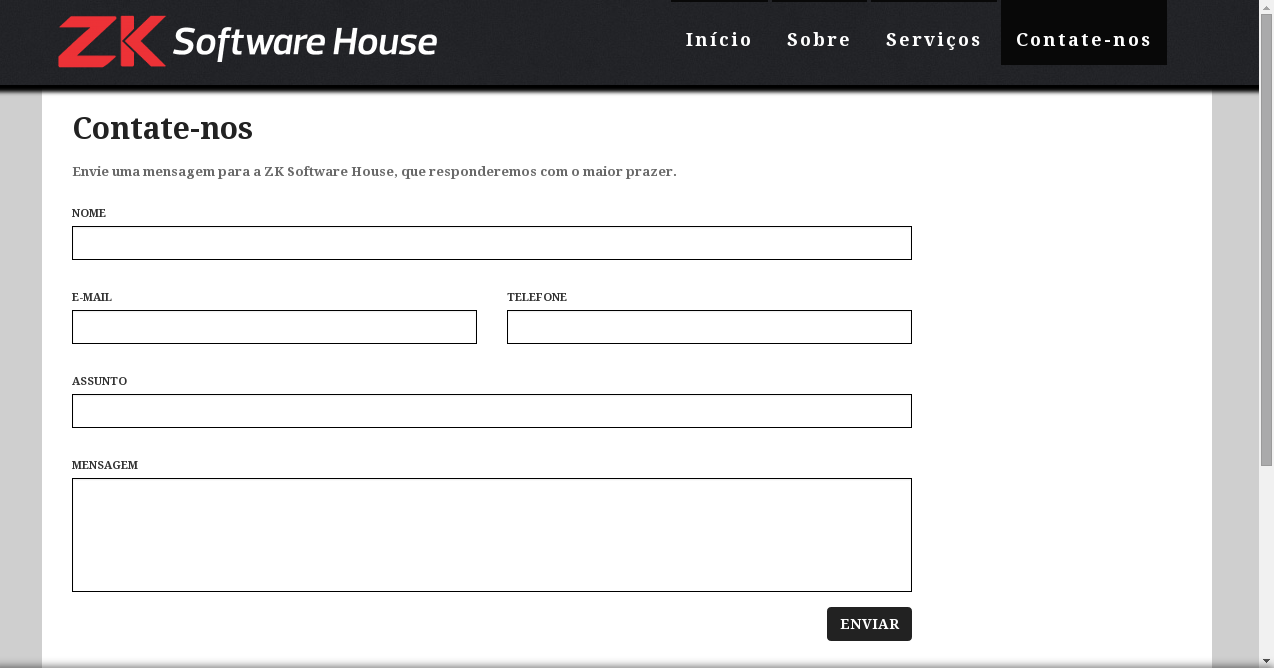 ZK Software House
Início Sobre Serviços Contate-nos
Contate-nos
Envie uma mensagem para a ZK Software House, que responderemos com o maior prazer.
NOME
E-MAIL TELEFONE
ASSUNTO
MENSAGEM
ENVIAR